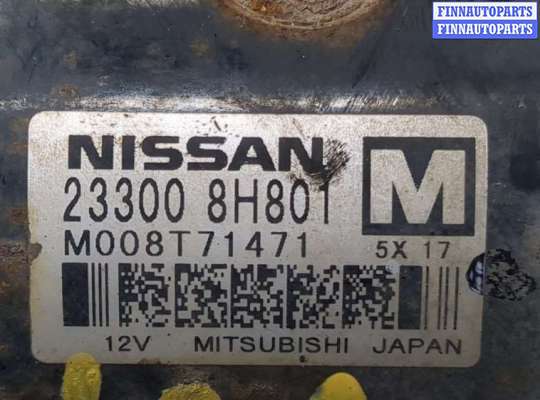 FINNAUTOPARTS
FINNAUTOPARTS
NISSAN
23300 8H801
M
M008T71471
5X 17
12V MITSUBISHI JAPAN